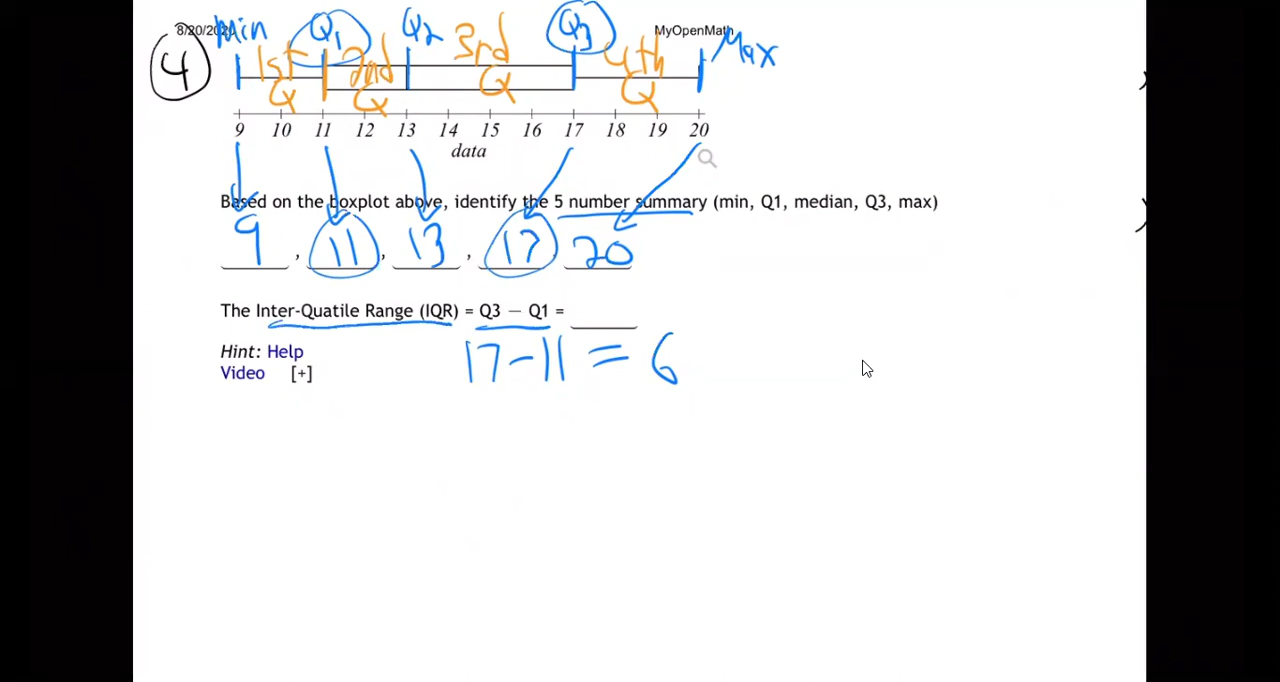 8/20/2020 MyOpenMath
4
Min Q1 Q2 Q3 Max
1st Q 2nd Q 3rd Q 4th Q
9 10 11 12 13 14 15 16 17 18 19 20
data
Based on the boxplot above, identify the 5 number summary (min, Q1, median, Q3, max)
9 , 11 , 13 , 17 20
The Inter-Quatile Range (IQR) = Q3 − Q1 = ____
17 - 11 = 6
Hint: Help
Video [+]